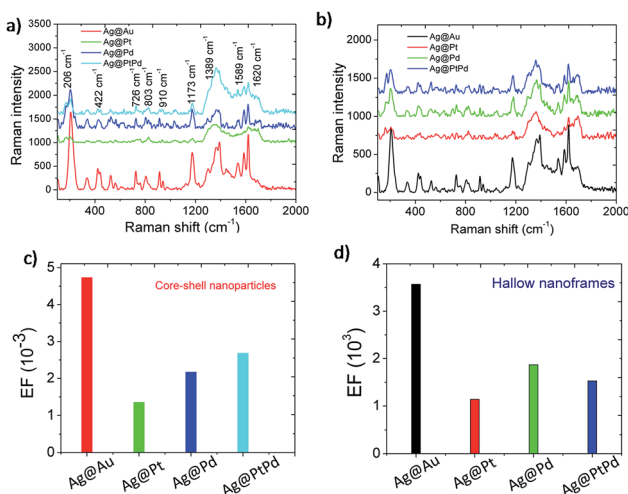 a)
3500
3000
2500
2000
1500
1000
500
0
Raman intensity
Ag@Au
Ag@Pt
Ag@Pd
Ag@PtPd
206 cm-1
422 cm-1
726 cm-1
803 cm-1
910 cm-1
1173 cm-1
1389 cm-1
1589 cm-1
1620 cm-1
400 800 1200 1600 2000
Raman shift (cm-1)
b)
2000
1500
1000
500
0
Raman intensity
Ag@Au
Ag@Pt
Ag@Pd
Ag@PtPd
400 800 1200 1600 2000
Raman shift (cm-1)
c)
Core-shell nanoparticles
5
4
3
2
1
0
EF (10-3)
Ag@Au Ag@Pt Ag@Pd Ag@PtPd
d)
Hallow nanoframes
4
3
2
1
0
EF (103)
Ag@Au Ag@Pt Ag@Pd Ag@PtPd